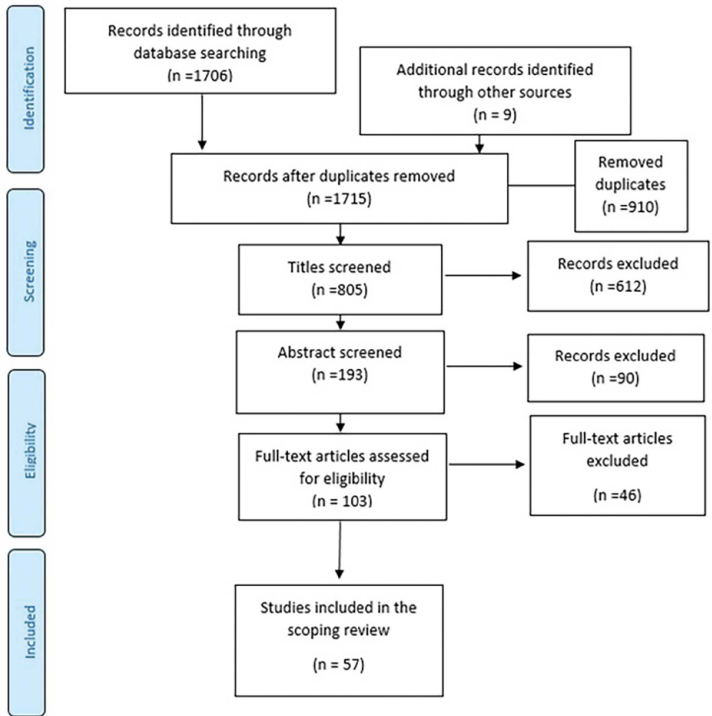 Identification
Records identified through
database searching
(n =1706)
Additional records identified
through other sources
(n = 9)
Records after duplicates removed
(n =1715)
Removed
duplicates
(n =910)
Screening
Titles screened
(n =805)
Records excluded
(n =612)
Abstract screened
(n =193)
Records excluded
(n =90)
Eligibility
Full-text articles assessed
for eligibility
(n = 103)
Full-text articles
excluded
(n =46)
Included
Studies included in the
scoping review
(n = 57)